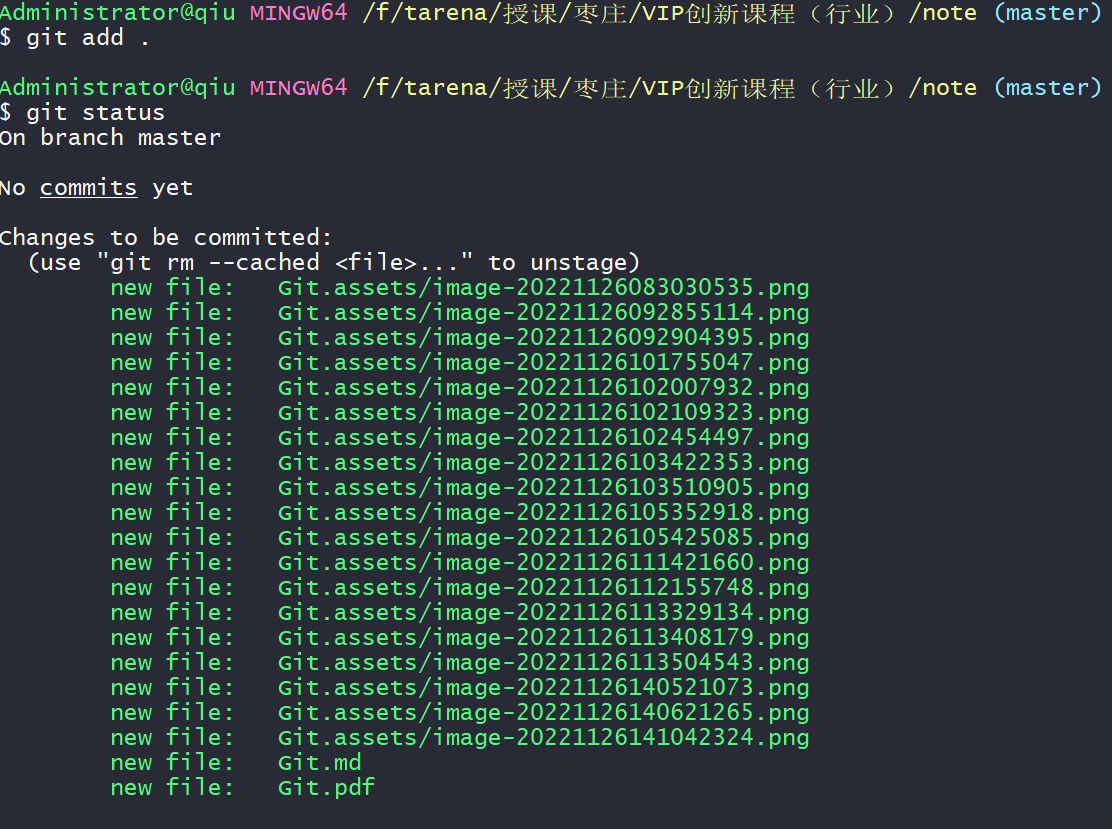 Administrator@qiu MINGW64 /f/tarena/授课/枣庄/VIP创新课程（行业）/note (master)
$ git add .
Administrator@qiu MINGW64 /f/tarena/授课/枣庄/VIP创新课程（行业）/note (master)
$ git status
On branch master
No commits yet
Changes to be committed:
  (use "git rm --cached <file>..." to unstage)
        new file:   Git.assets/image-20221126083030535.png
        new file:   Git.assets/image-20221126092855114.png
        new file:   Git.assets/image-20221126092904395.png
        new file:   Git.assets/image-20221126101755047.png
        new file:   Git.assets/image-20221126102007932.png
        new file:   Git.assets/image-20221126102109323.png
        new file:   Git.assets/image-20221126102454497.png
        new file:   Git.assets/image-20221126103422353.png
        new file:   Git.assets/image-20221126103510905.png
        new file:   Git.assets/image-20221126105352918.png
        new file:   Git.assets/image-20221126105425085.png
        new file:   Git.assets/image-20221126111421660.png
        new file:   Git.assets/image-20221126112155748.png
        new file:   Git.assets/image-20221126113329134.png
        new file:   Git.assets/image-20221126113408179.png
        new file:   Git.assets/image-20221126113504543.png
        new file:   Git.assets/image-20221126140521073.png
        new file:   Git.assets/image-20221126140621265.png
        new file:   Git.assets/image-20221126141042324.png
        new file:   Git.md
        new file:   Git.pdf